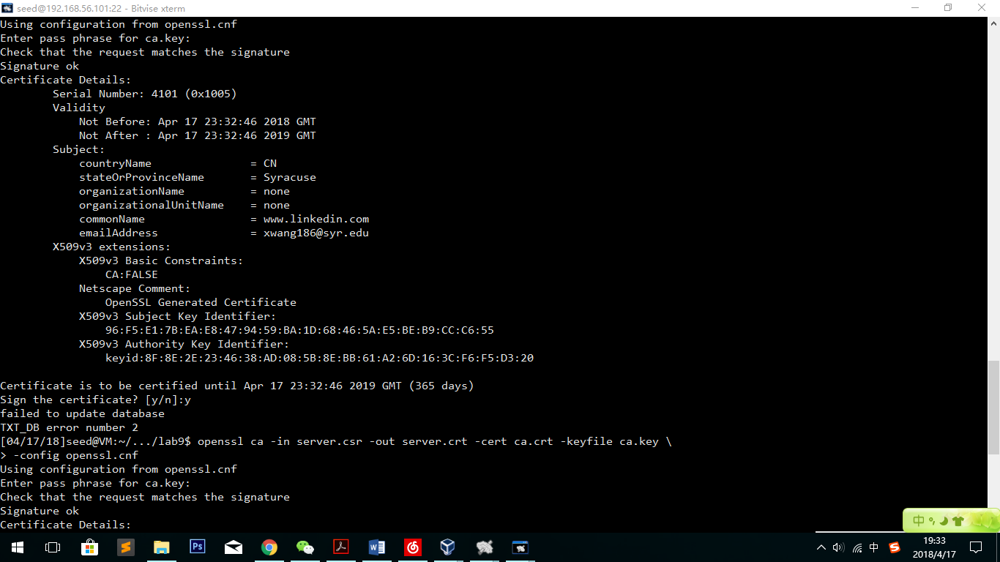 seed@192.168.56.101:22 - Bitvise xterm
Using configuration from openssl.cnf
Enter pass phrase for ca.key:
Check that the request matches the signature
Signature ok
Certificate Details:
        Serial Number: 4101 (0x1005)
        Validity
            Not Before: Apr 17 23:32:46 2018 GMT
            Not After : Apr 17 23:32:46 2019 GMT
        Subject:
            countryName               = CN
            stateOrProvinceName       = Syracuse
            organizationName          = none
            organizationalUnitName    = none
            commonName                = www.linkedin.com
            emailAddress              = xwang186@syr.edu
        X509v3 extensions:
            X509v3 Basic Constraints:
                CA:FALSE
            Netscape Comment:
                OpenSSL Generated Certificate
            X509v3 Subject Key Identifier:
                96:F5:E1:7B:EA:E8:47:94:59:BA:1D:68:46:5A:E5:BE:B9:CC:C6:55
            X509v3 Authority Key Identifier:
                keyid:8F:8E:2E:23:46:38:AD:08:5B:8E:BB:61:A2:6D:16:3C:F6:F5:D3:20
Certificate is to be certified until Apr 17 23:32:46 2019 GMT (365 days)
Sign the certificate? [y/n]:y
failed to update database
TXT_DB error number 2
[04/17/18]seed@VM:~/.../lab9$ openssl ca -in server.csr -out server.crt -cert ca.crt -keyfile ca.key \
> -config openssl.cnf
Using configuration from openssl.cnf
Enter pass phrase for ca.key:
Check that the request matches the signature
Signature ok
Certificate Details:
中
Ps
W
中
S
19:33
2018/4/17